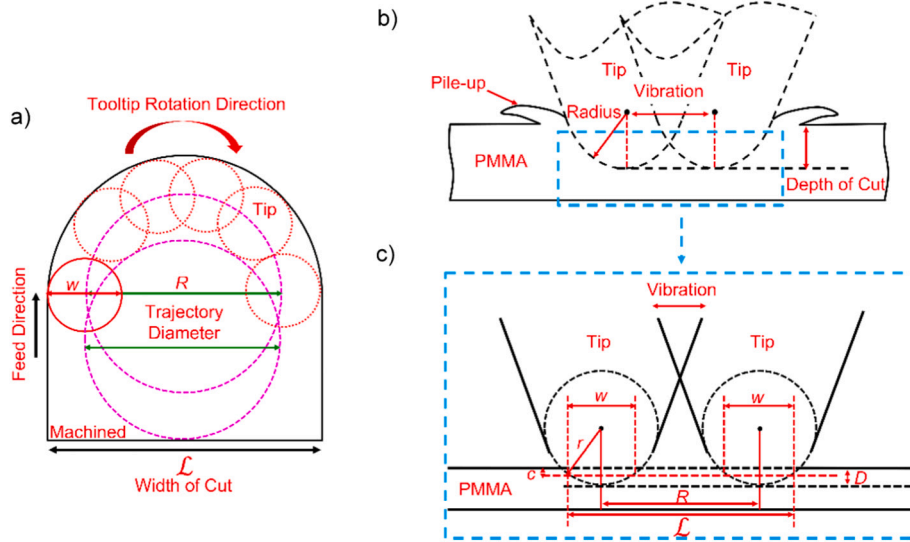 a)
Tooltip Rotation Direction
Tip
w
R
Trajectory
Diameter
Feed Direction
Machined
ℒ
Width of Cut
b)
Tip
Tip
Vibration
Pile-up
Radius
PMMA
Depth of Cut
c)
Vibration
Tip
Tip
w
w
r
c
PMMA
D
R
ℒ